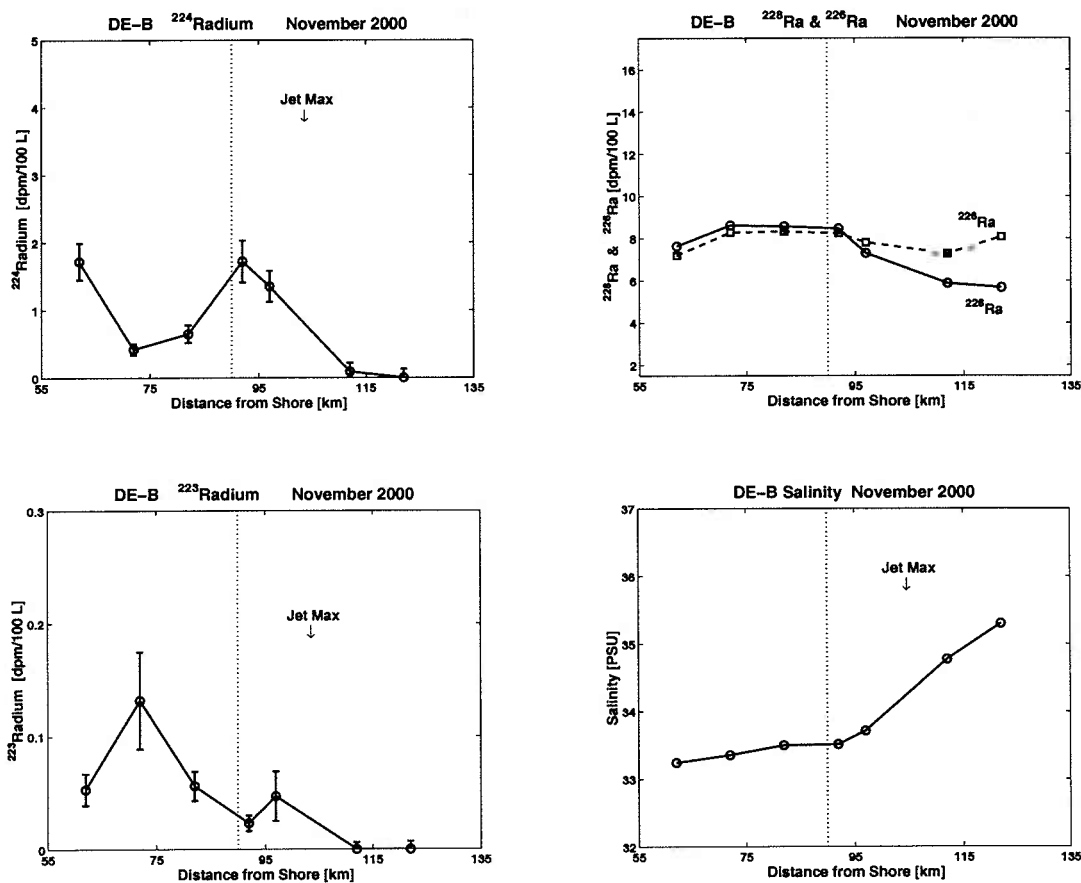 DE-B ²²⁴Radium November 2000
5
4
3
2
1
0
²²⁴Radium [dpm/100 L]
Jet Max
↓
55 75 95 115 135
Distance from Shore [km]
DE-B ²²⁸Ra & ²²⁶Ra November 2000
16
14
12
10
8
6
4
2
²²⁸Ra & ²²⁶Ra [dpm/100 L]
²²⁶Ra
²²⁸Ra
55 75 95 115 135
Distance from Shore [km]
DE-B ²²³Radium November 2000
0.3
0.2
0.1
0
²²³Radium [dpm/100 L]
Jet Max
↓
55 75 95 115 135
Distance from Shore [km]
DE-B Salinity November 2000
37
36
35
34
33
32
Salinity [PSU]
Jet Max
↓
55 75 95 115 135
Distance from Shore [km]